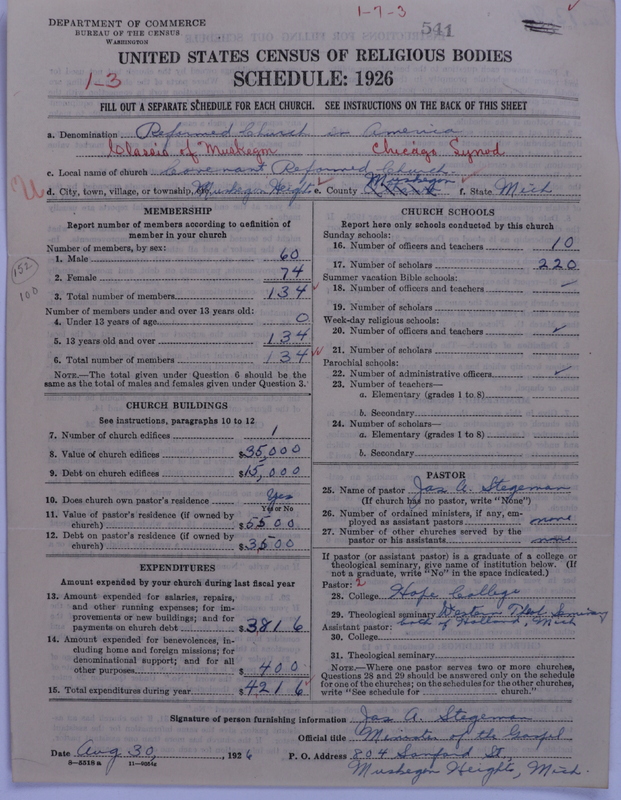 1-7-3
541
DEPARTMENT OF COMMERCE
BUREAU OF THE CENSUS
WASHINGTON
UNITED STATES CENSUS OF RELIGIOUS BODIES
1-3
SCHEDULE: 1926
FILL OUT A SEPARATE SCHEDULE FOR EACH CHURCH. SEE INSTRUCTIONS ON THE BACK OF THIS SHEET
a. Denomination Reformed Church in America
Classis of Muskegon Chicago Synod
c. Local name of church Covenant Reformed Church
d. City, town, village, or township, Muskegon Heights e. County Muskegon f. State Mich
MEMBERSHIP
Report number of members according to definition of
member in your church
Number of members, by sex:
1. Male 60
2. Female 74
3. Total number of members 134
152
100
Number of members under and over 13 years old:
4. Under 13 years of age 0
5. 13 years old and over 134
6. Total number of members 134
NOTE.—The total given under Question 6 should be the
same as the total of males and females given under Question 3.
CHURCH BUILDINGS
See instructions, paragraphs 10 to 12
7. Number of church edifices 1
8. Value of church edifices $35,000
9. Debt on church edifices $15,000
10. Does church own pastor's residence Yes
Yes or No
11. Value of pastor's residence (if owned by
church) $5500
12. Debt on pastor's residence (if owned by
church) $3500
EXPENDITURES
Amount expended by your church during last fiscal year
13. Amount expended for salaries, repairs,
and other running expenses; for im-
provements or new buildings; and for
payments on church debt $3816
14. Amount expended for benevolences, in-
cluding home and foreign missions; for
denominational support; and for all
other purposes $400
15. Total expenditures during year $4216
CHURCH SCHOOLS
Report here only schools conducted by this church
Sunday schools:
16. Number of officers and teachers 10
17. Number of scholars 220
Summer vacation Bible schools:
18. Number of officers and teachers
19. Number of scholars
Week-day religious schools:
20. Number of officers and teachers
21. Number of scholars
Parochial schools:
22. Number of administrative officers
23. Number of teachers—
a. Elementary (grades 1 to 8)
b. Secondary
24. Number of scholars—
a. Elementary (grades 1 to 8)
b. Secondary
PASTOR
25. Name of pastor Jas A. Stegeman
(If church has no pastor, write "None")
26. Number of ordained ministers, if any, em-
ployed as assistant pastors none
27. Number of other churches served by the
pastor or his assistants none
If pastor (or assistant pastor) is a graduate of a college or
theological seminary, give name of institution below. (If
not a graduate, write "No" in the space indicated.)
Pastor: 2
28. College Hope College
29. Theological seminary Western Theol Seminary
both of Holland, Mich
Assistant pastor:
30. College
31. Theological seminary
NOTE.—Where one pastor serves two or more churches,
Questions 28 and 29 should be answered only on the schedule
for one of the churches; on the schedules for the other churches,
write "See schedule for church."
Signature of person furnishing information Jas A. Stegeman
Official title Minister of the Gospel
Date Aug 30, 1926 P. O. Address 804 Sanford St.,
8—5518 a
Muskegon Heights, Mich.